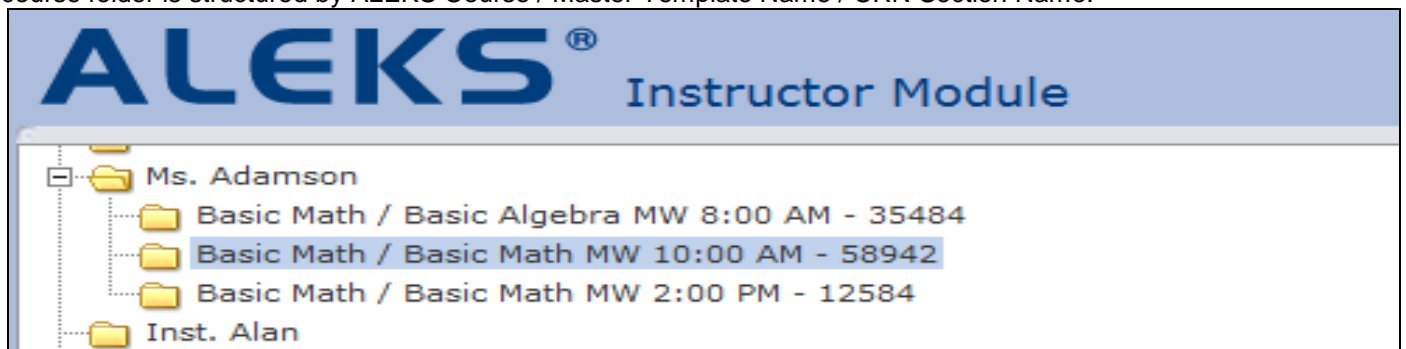 course folder is structured by ALEKS Course / Master Template Name / CRN Section Name.
ALEKS® Instructor Module
Ms. Adamson
Basic Math / Basic Algebra MW 8:00 AM - 35484
Basic Math / Basic Math MW 10:00 AM - 58942
Basic Math / Basic Math MW 2:00 PM - 12584
Inst. Alan